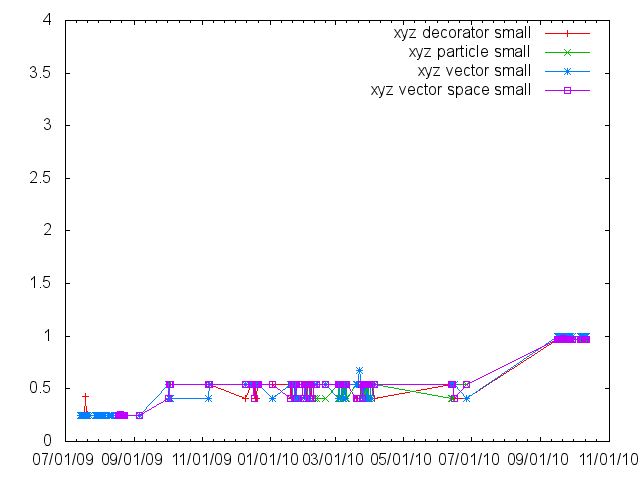 4
xyz decorator small
xyz particle small
3.5
xyz vector small
xyz vector space small
3
2.5
2
1.5
1
0.5
0
07/01/09 09/01/09 11/01/09 01/01/10 03/01/10 05/01/10 07/01/10 09/01/10 11/01/10